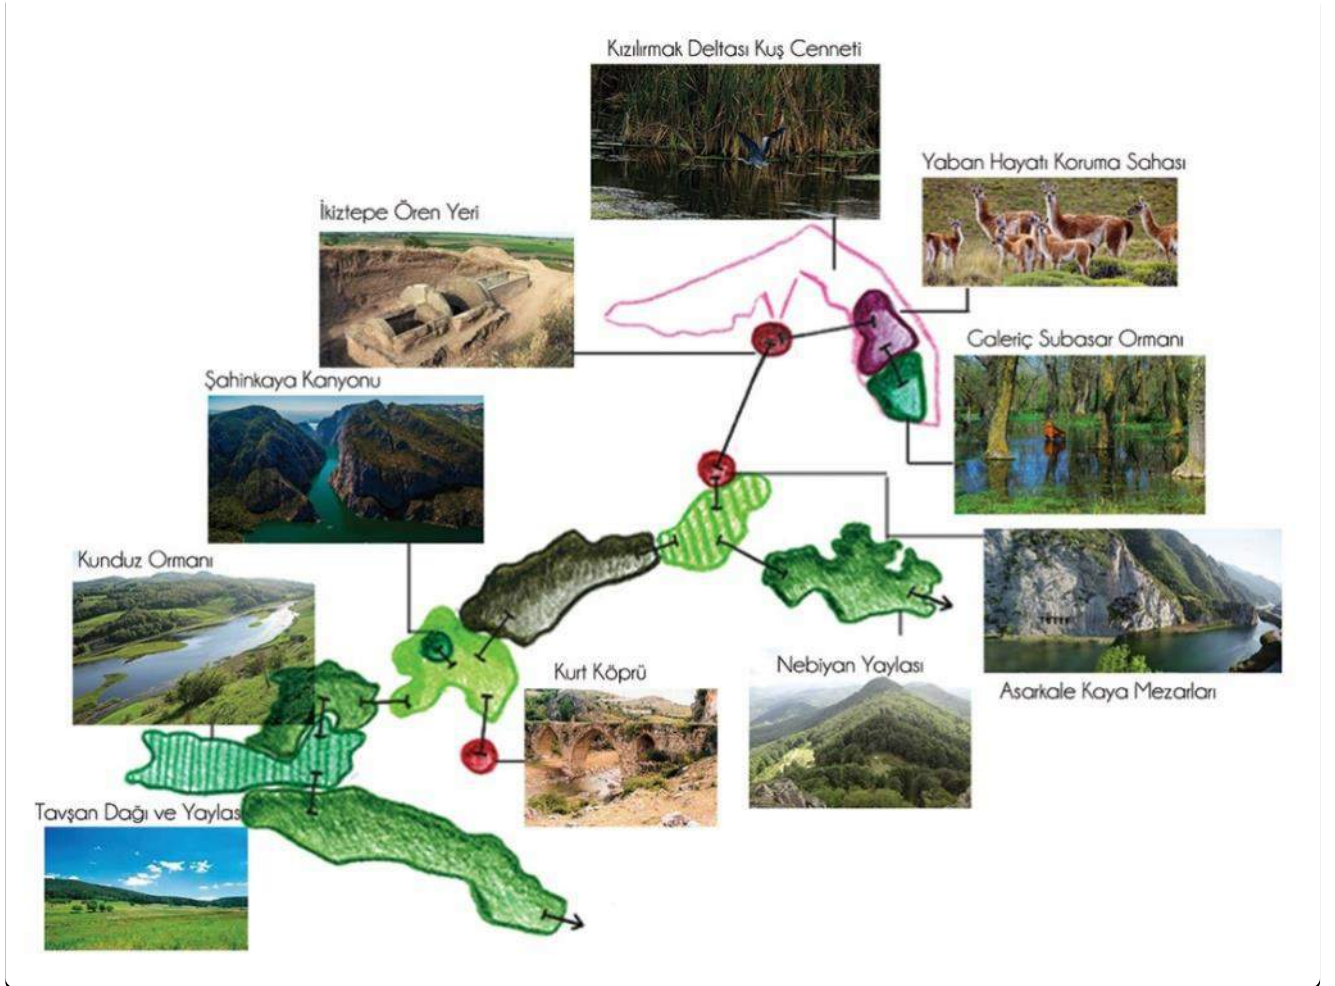 Kızılırmak Deltası Kuş Cenneti
Yaban Hayatı Koruma Sahası
İkiztepe Ören Yeri
Galeriç Subasar Ormanı
Şahinkaya Kanyonu
Kunduz Ormanı
Kurt Köprü
Nebiyan Yaylası
Asarkale Kaya Mezarları
Tavşan Dağı ve Yaylas